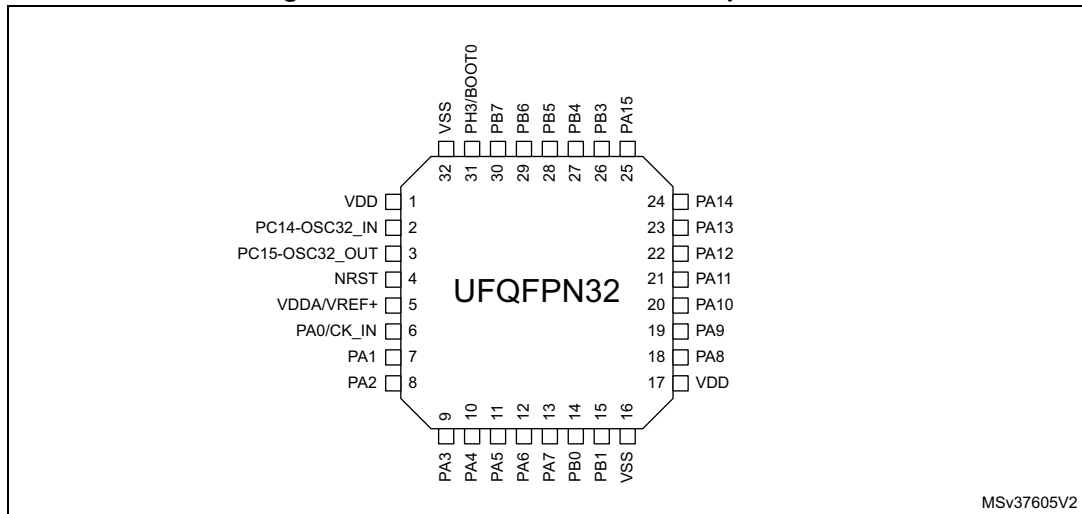 VSS
PH3/BOOT0
PB7
PB6
PB5
PB4
PB3
PA15
32
31
30
29
28
27
26
25
VDD 1
PC14-OSC32_IN 2
PC15-OSC32_OUT 3
NRST 4
VDDA/VREF+ 5
PA0/CK_IN 6
PA1 7
PA2 8
UFQFPN32
24 PA14
23 PA13
22 PA12
21 PA11
20 PA10
19 PA9
18 PA8
17 VDD
9
10
11
12
13
14
15
16
PA3
PA4
PA5
PA6
PA7
PB0
PB1
VSS
MSv37605V2